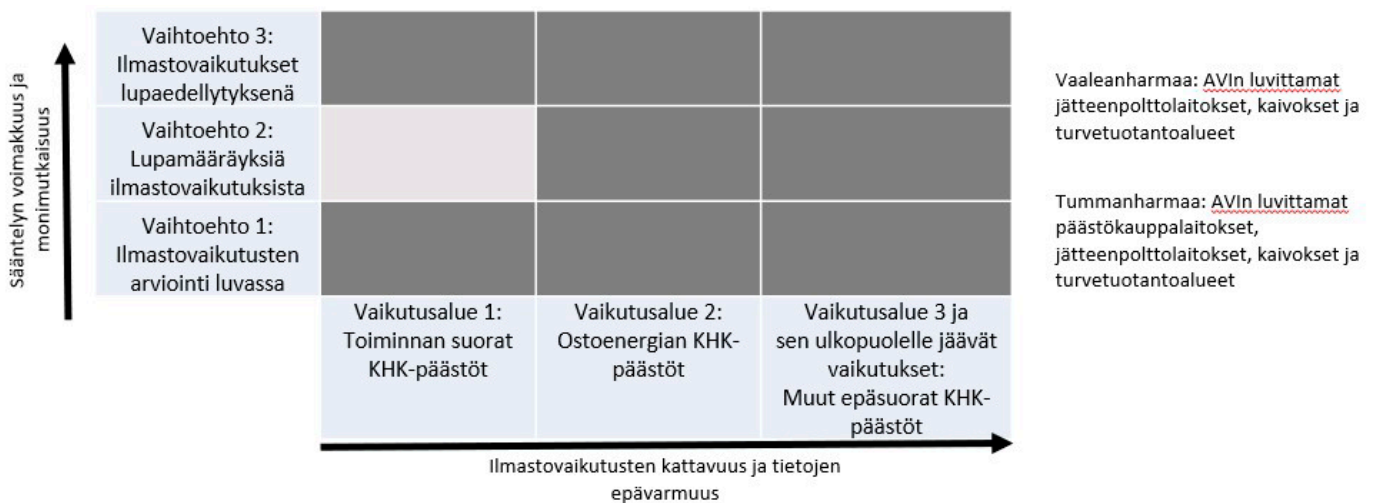 Sääntelyn voimakkuus ja
monimutkaisuus
Vaihtoehto 3:
Ilmastovaikutukset
lupaedellytyksenä
Vaihtoehto 2:
Lupamääräyksiä
ilmastovaikutuksista
Vaihtoehto 1:
Ilmastovaikutusten
arviointi luvassa
Vaikutusalue 1:
Toiminnan suorat
KHK-päästöt
Vaikutusalue 2:
Ostoenergian KHK-
päästöt
Vaikutusalue 3 ja
sen ulkopuolelle jäävät
vaikutukset:
Muut epäsuorat KHK-
päästöt
Ilmastovaikutusten kattavuus ja tietojen
epävarmuus
Vaaleanharmaa: AVIn luvittamat
jätteenpolttolaitokset, kaivokset ja
turvetuotantoalueet
Tummanharmaa: AVIn luvittamat
päästökauppalaitokset,
jätteenpolttolaitokset, kaivokset ja
turvetuotantoalueet